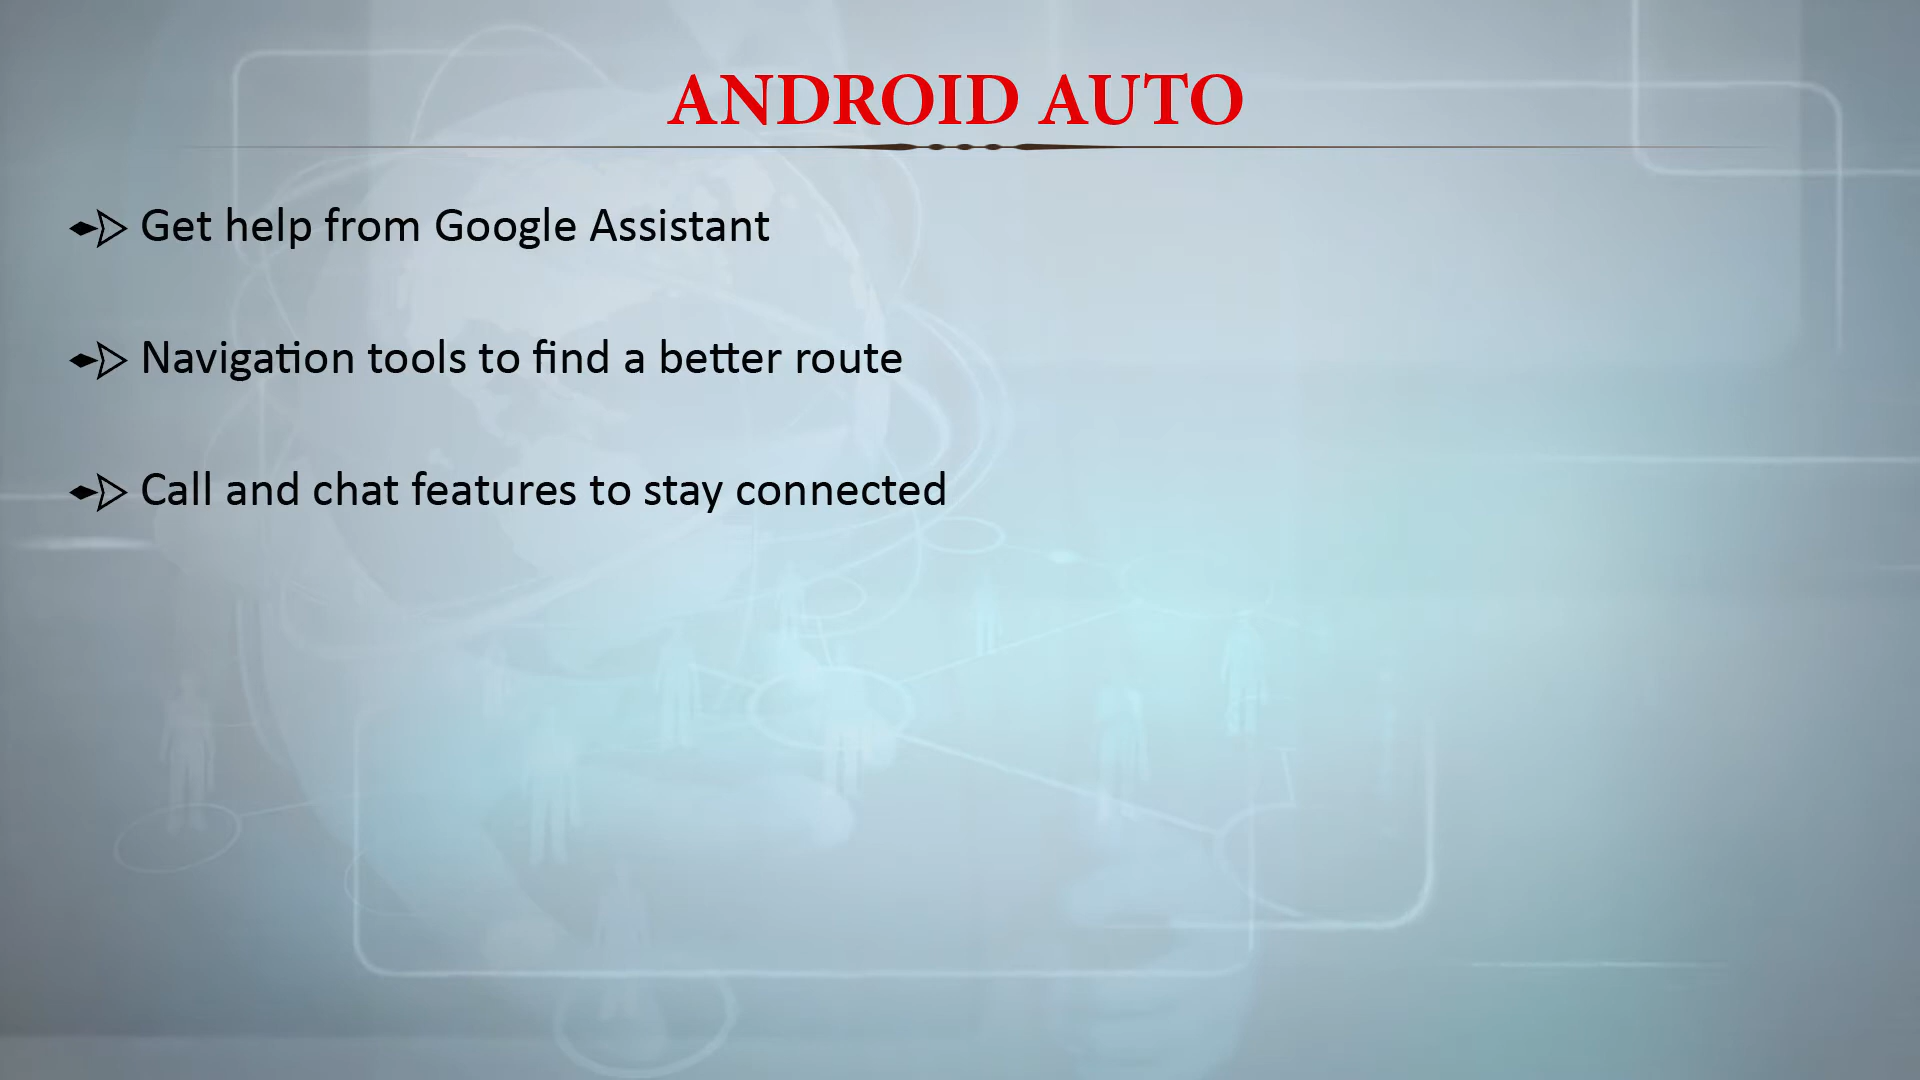 ANDROID AUTO
Get help from Google Assistant
Navigation tools to find a better route
Call and chat features to stay connected